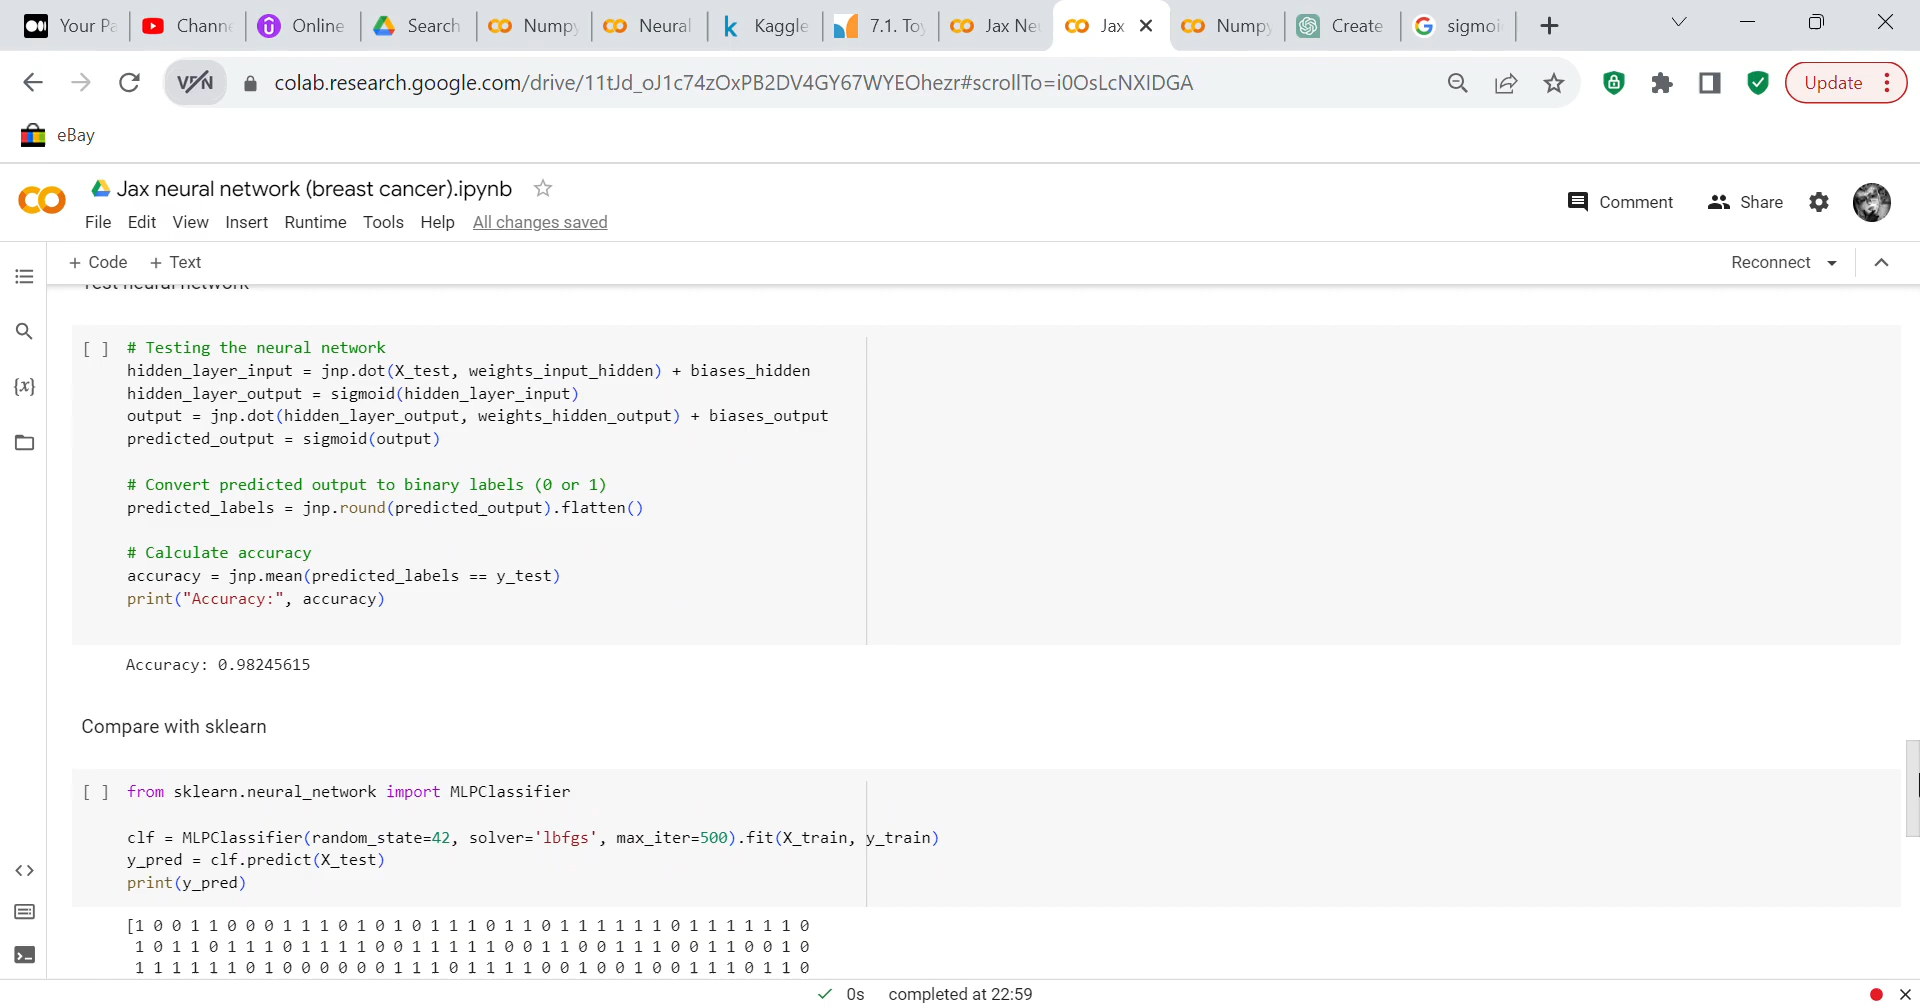 Your Pa
Channe
Online
Search
Numpy
Neural
Kaggle
7.1. Toy
Jax Ne
Jax
Numpy
Create
sigmoi
VPN
colab.research.google.com/drive/11tJd_oJ1c74zOxPB2DV4GY67WYEOhezr#scrollTo=i0OsLcNXIDGA
Update
eBay
Jax neural network (breast cancer).ipynb
Comment
Share
File Edit View Insert Runtime Tools Help All changes saved
+ Code + Text
Reconnect
Test neural network
[ ] # Testing the neural network
hidden_layer_input = jnp.dot(X_test, weights_input_hidden) + biases_hidden
hidden_layer_output = sigmoid(hidden_layer_input)
output = jnp.dot(hidden_layer_output, weights_hidden_output) + biases_output
predicted_output = sigmoid(output)
# Convert predicted output to binary labels (0 or 1)
predicted_labels = jnp.round(predicted_output).flatten()
# Calculate accuracy
accuracy = jnp.mean(predicted_labels == y_test)
print("Accuracy:", accuracy)
Accuracy: 0.98245615
Compare with sklearn
[ ] from sklearn.neural_network import MLPClassifier
clf = MLPClassifier(random_state=42, solver='lbfgs', max_iter=500).fit(X_train, y_train)
y_pred = clf.predict(X_test)
print(y_pred)
[1 0 0 1 1 0 0 0 1 1 1 0 1 0 1 0 1 1 1 0 1 1 0 1 1 1 1 1 1 0 1 1 1 1 1 1 0
1 0 1 1 0 1 1 1 0 1 1 1 1 0 0 1 1 1 1 1 0 0 1 1 0 0 1 1 1 0 0 1 1 0 0 1 0
1 1 1 1 1 1 0 1 0 0 0 0 0 0 1 1 1 0 1 1 1 1 0 0 1 0 0 1 0 0 1 1 1 0 1 1 0
0s completed at 22:59